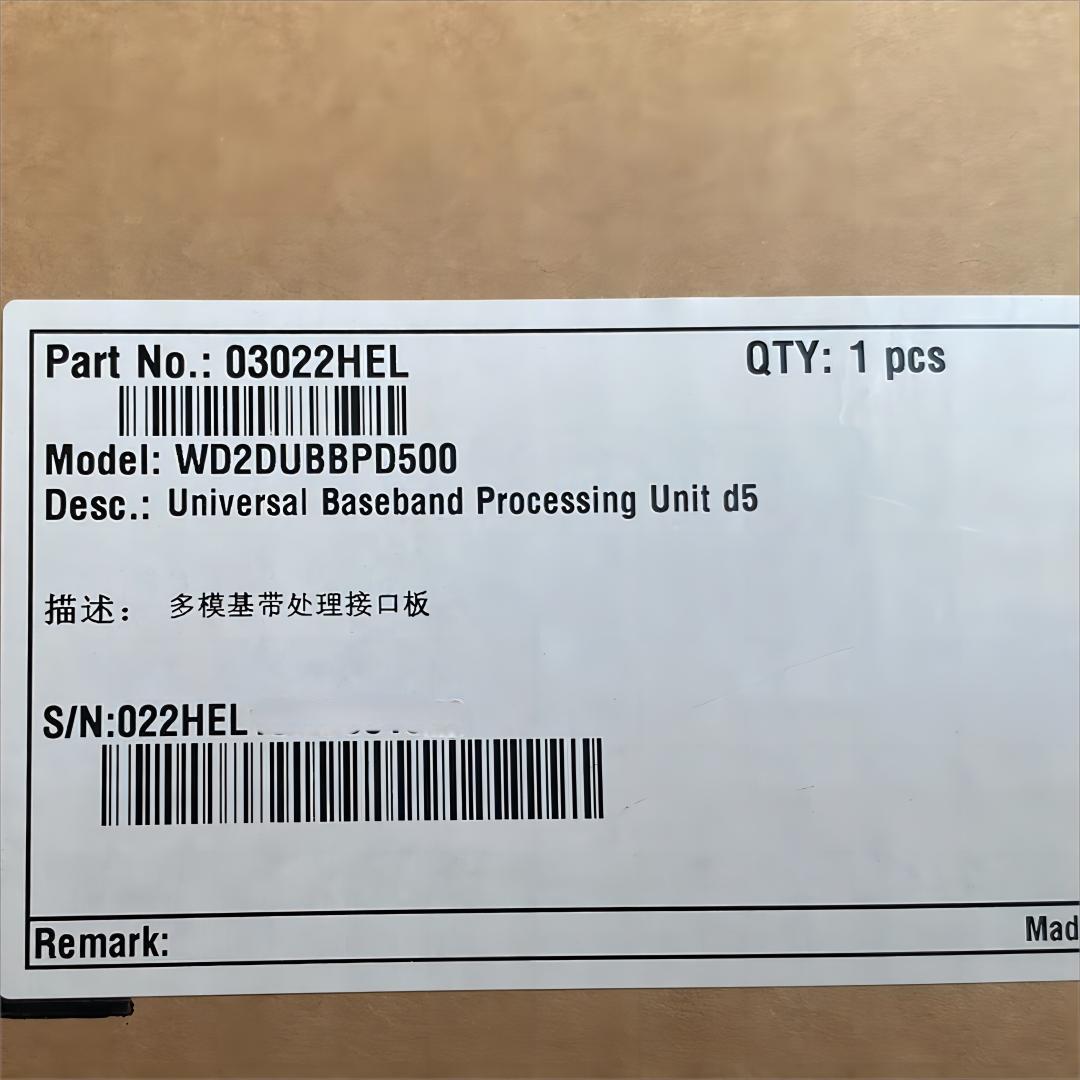 Part No.: 03022HEL QTY: 1 pcs
Model: WD2DUBBPD500
Desc.: Universal Baseband Processing Unit d5
描述： 多模基带处理接口板
S/N:022HEL
Remark: Mad